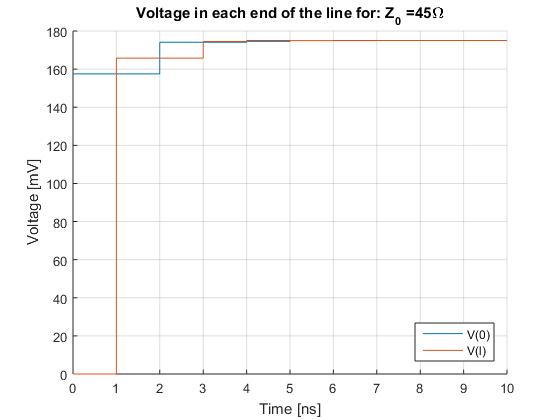 Voltage in each end of the line for: Z0 =45Ω
180
160
140
120
100
80
60
40
20
0
Voltage [mV]
V(0)
V(l)
0 1 2 3 4 5 6 7 8 9 10
Time [ns]